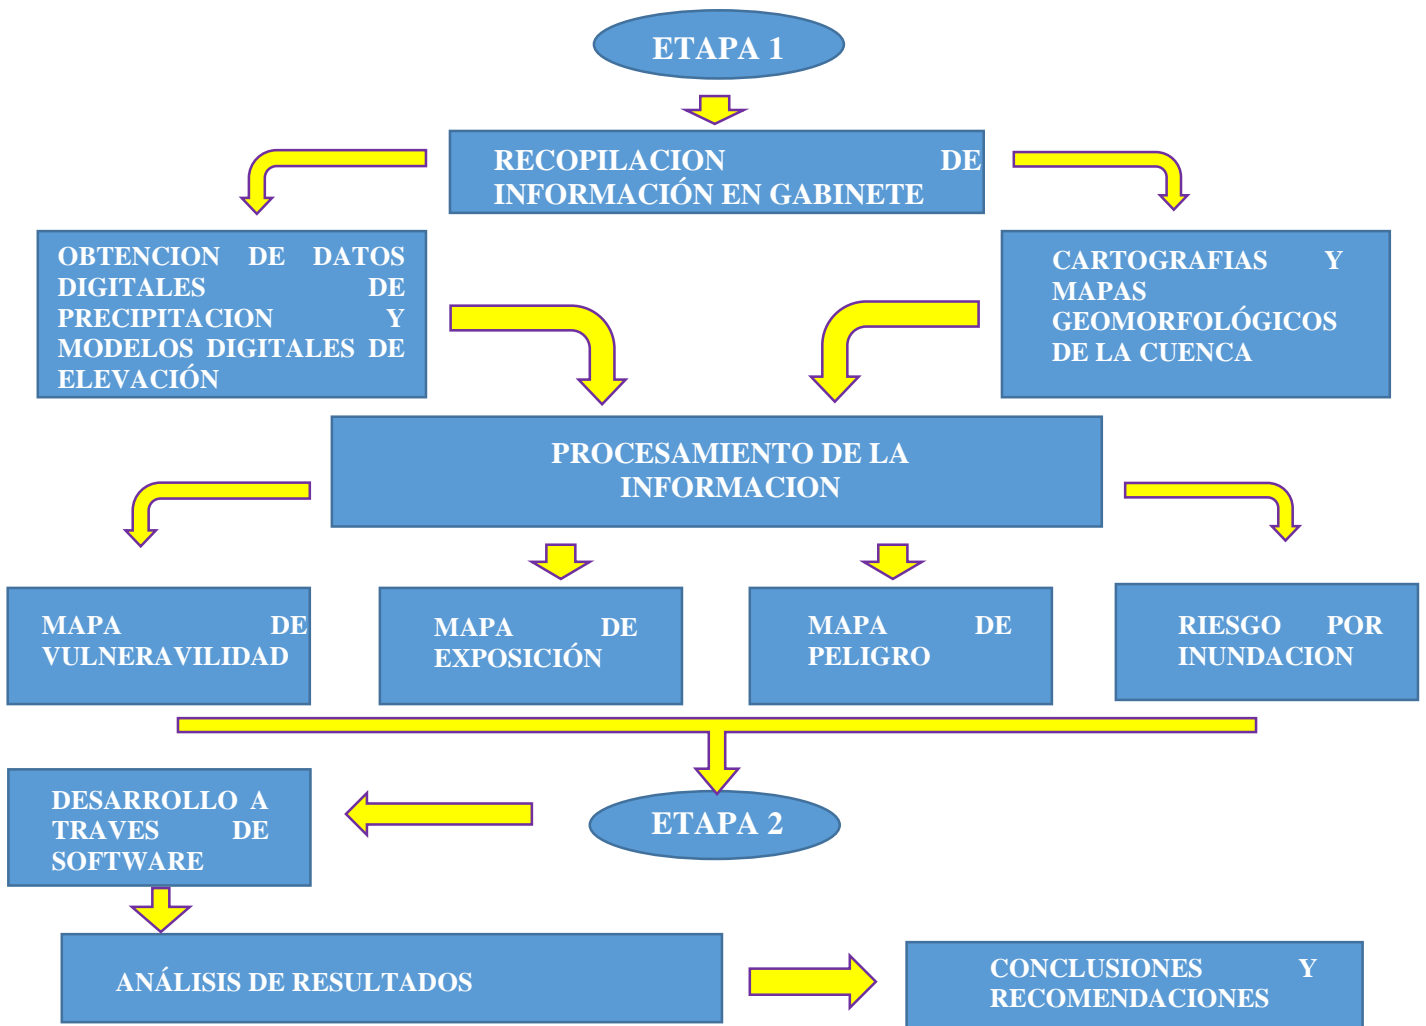 ETAPA 1
RECOPILACION DE
INFORMACIÓN EN GABINETE
OBTENCION DE DATOS
DIGITALES DE
PRECIPITACION Y
MODELOS DIGITALES DE
ELEVACIÓN
CARTOGRAFIAS Y
MAPAS
GEOMORFOLÓGICOS
DE LA CUENCA
PROCESAMIENTO DE LA
INFORMACION
MAPA DE
VULNERAVILIDAD
MAPA DE
EXPOSICIÓN
MAPA DE
PELIGRO
RIESGO POR
INUNDACION
ETAPA 2
DESARROLLO A
TRAVES DE
SOFTWARE
ANÁLISIS DE RESULTADOS
CONCLUSIONES Y
RECOMENDACIONES